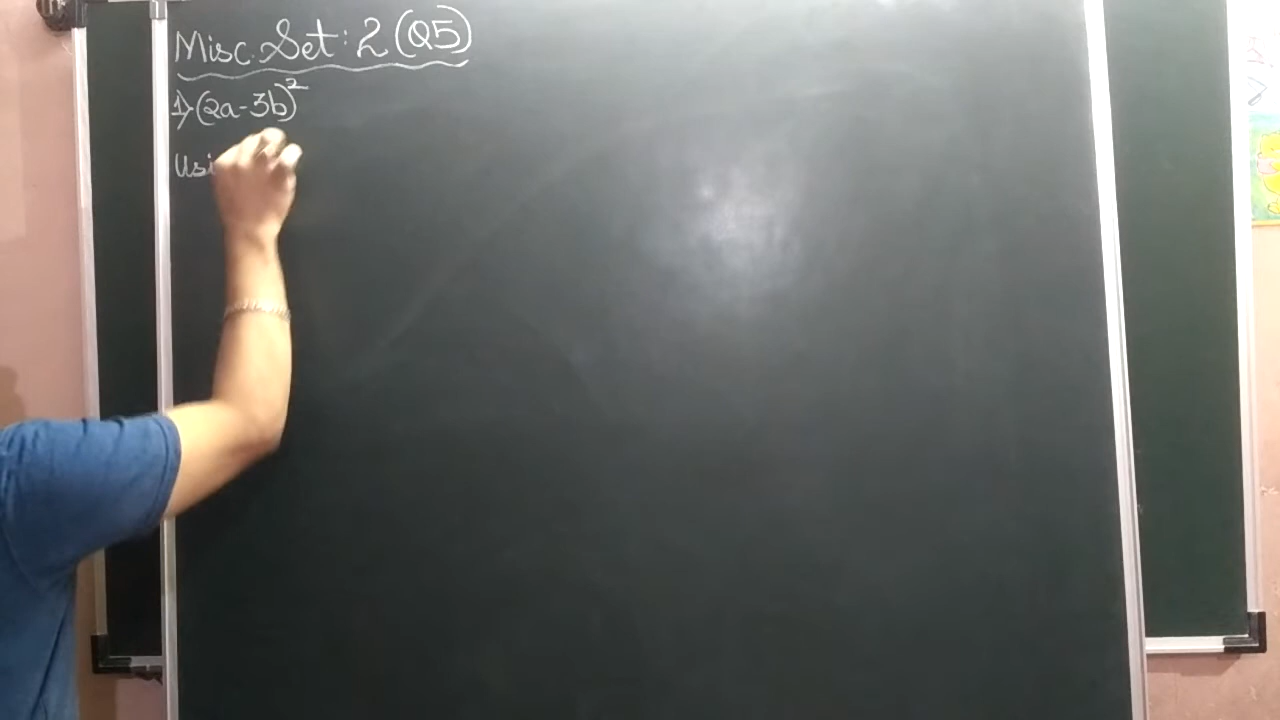 Misc. Set: 2 (Q5)
1) (2a-3b)²
Usi